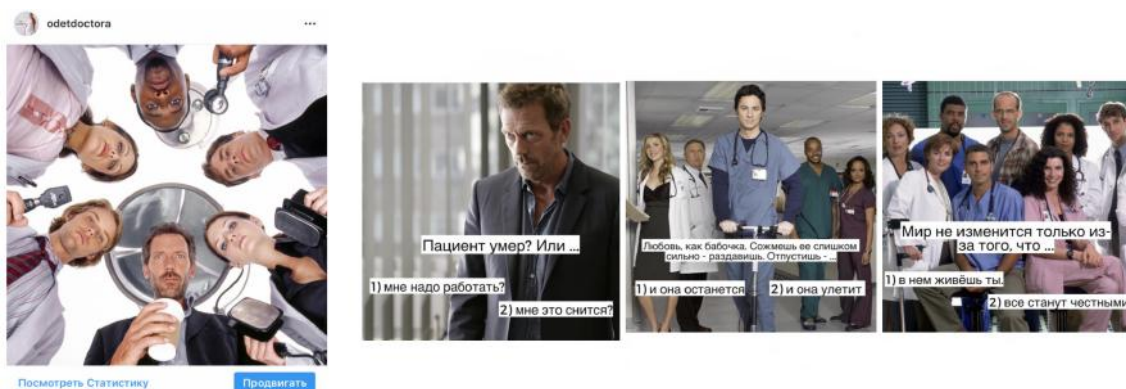 odetdoctora
Посмотреть Статистику
Продвигать
Пациент умер? Или ...
1) мне надо работать?
2) мне это снится?
Любовь, как бабочка. Сожмешь ее слишком
сильно - раздавишь. Отпустишь - ...
1) и она останется
2) и она улетит
Мир не изменится только из-
за того, что ...
1) в нем живёшь ты.
2) все станут честными